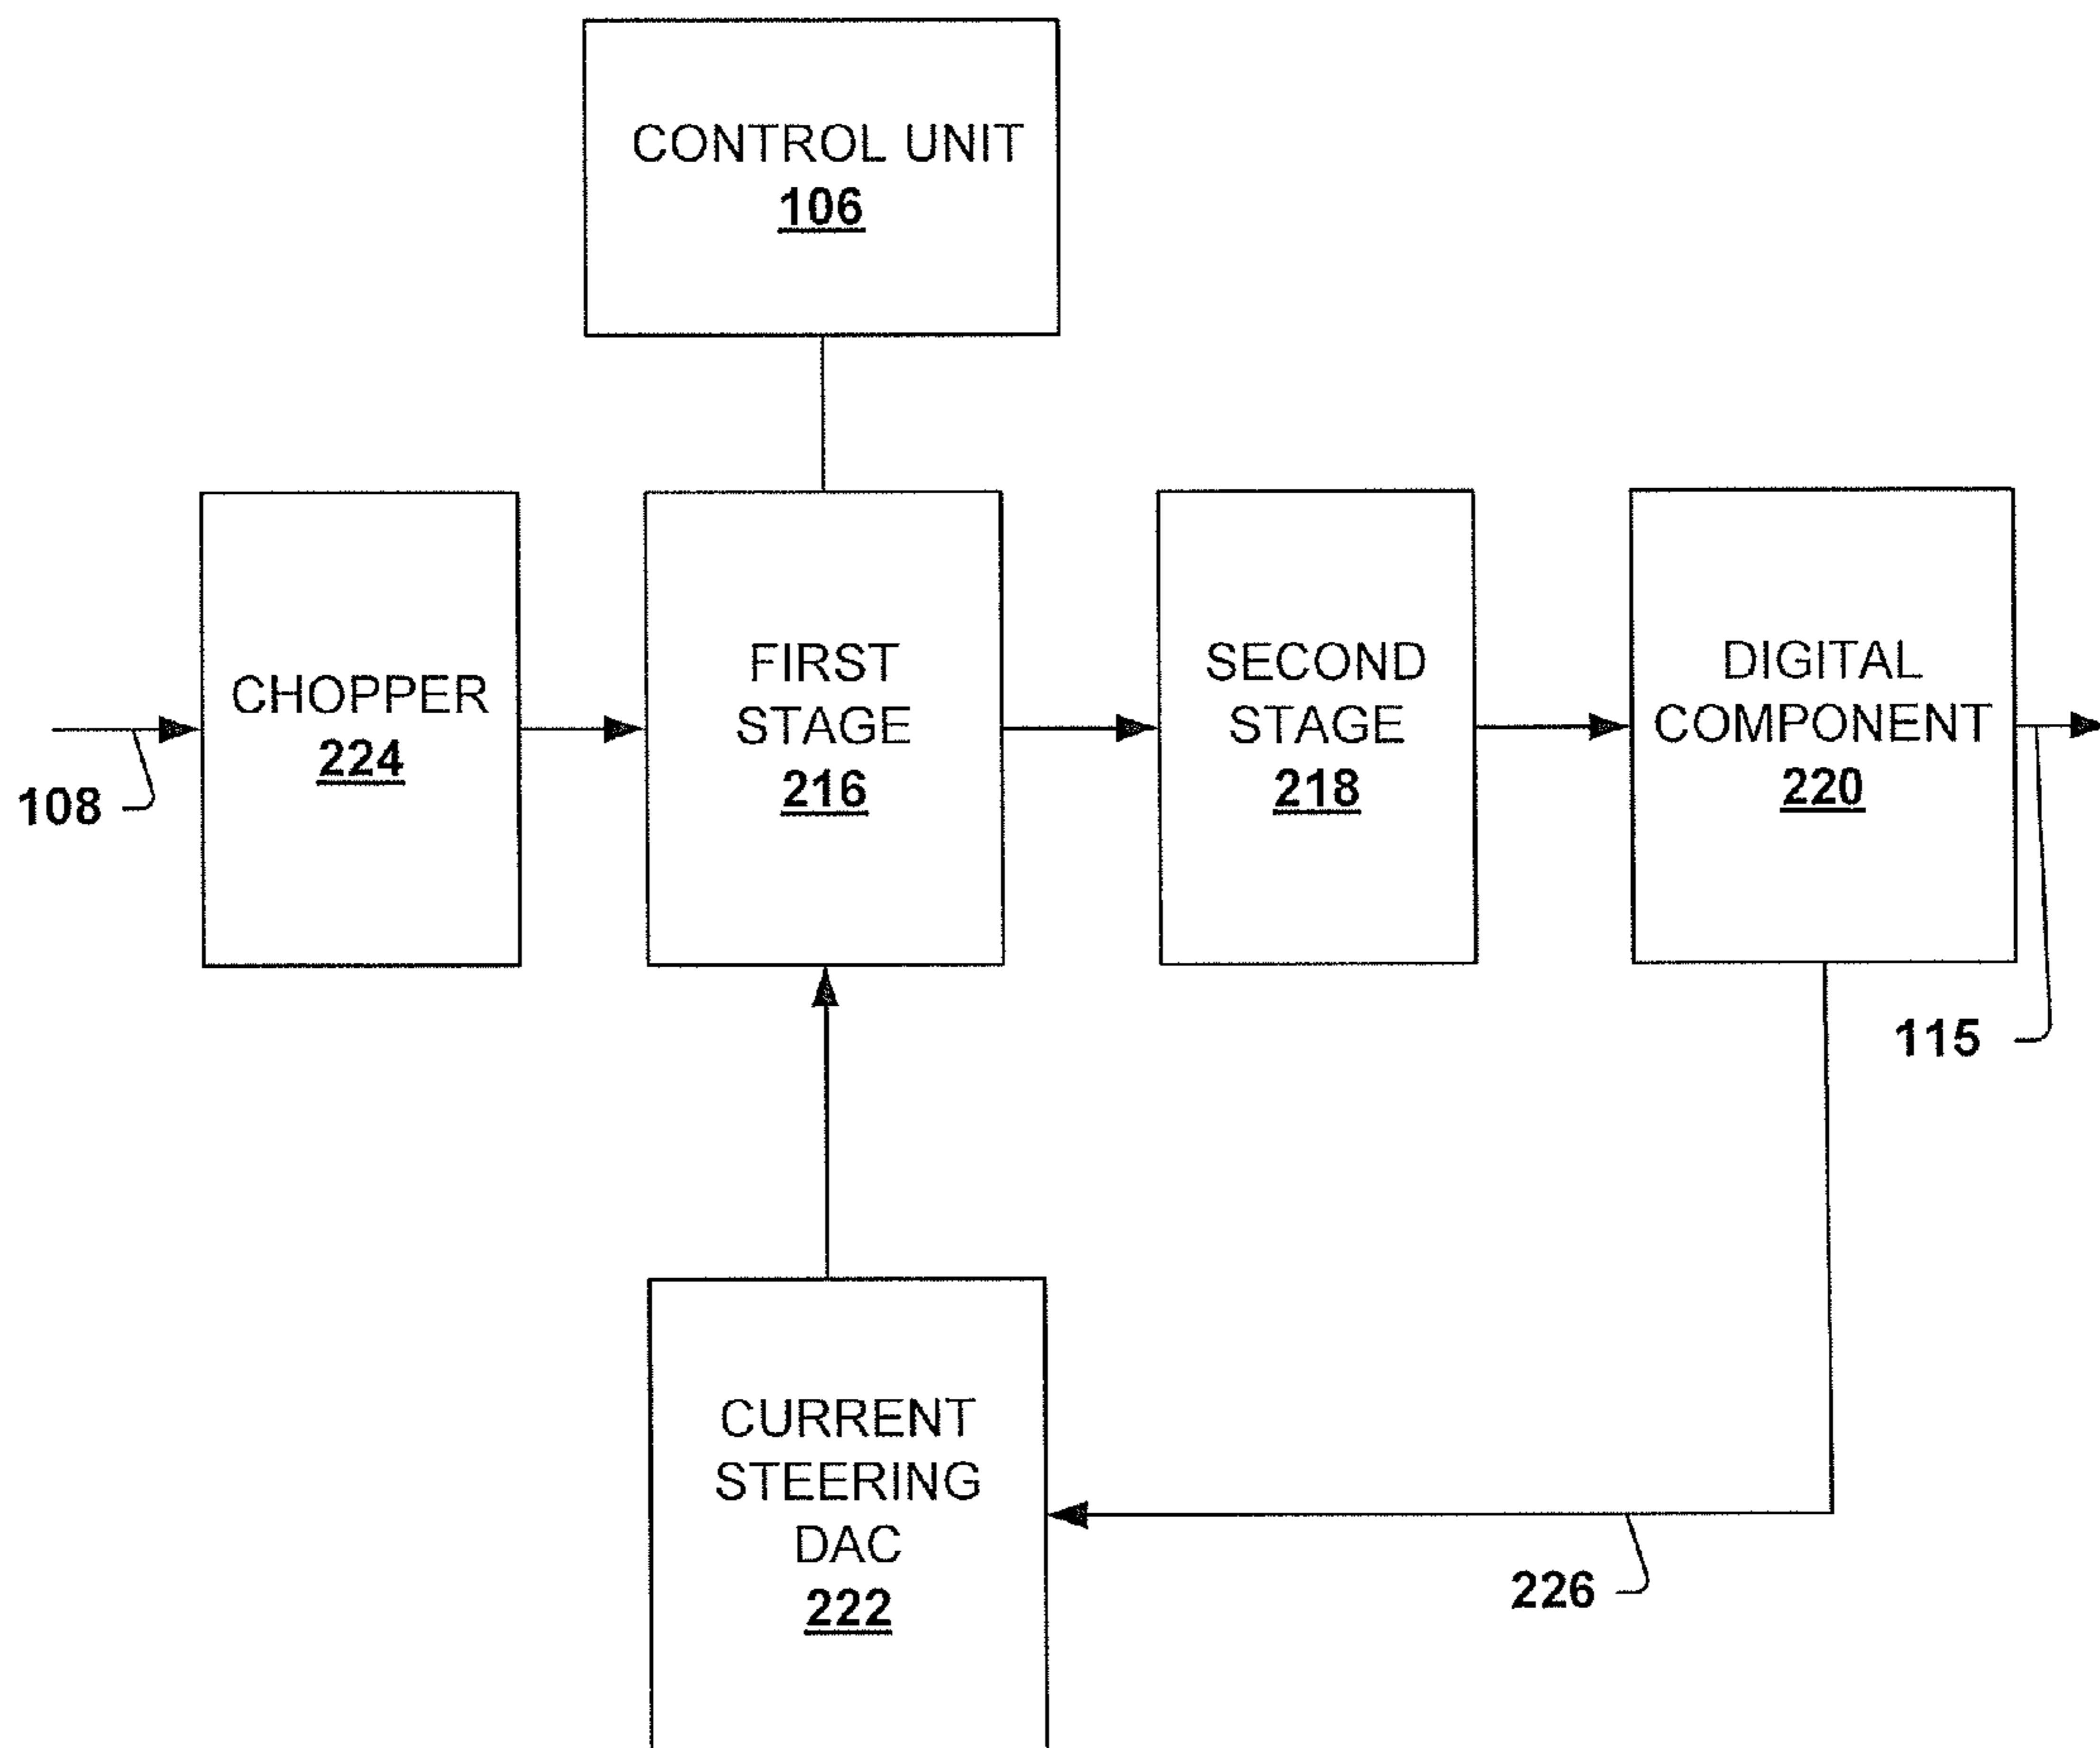 CONTROL UNIT
106
CHOPPER
224
FIRST
STAGE
216
SECOND
STAGE
218
DIGITAL
COMPONENT
220
108
115
CURRENT
STEERING
DAC
222
226